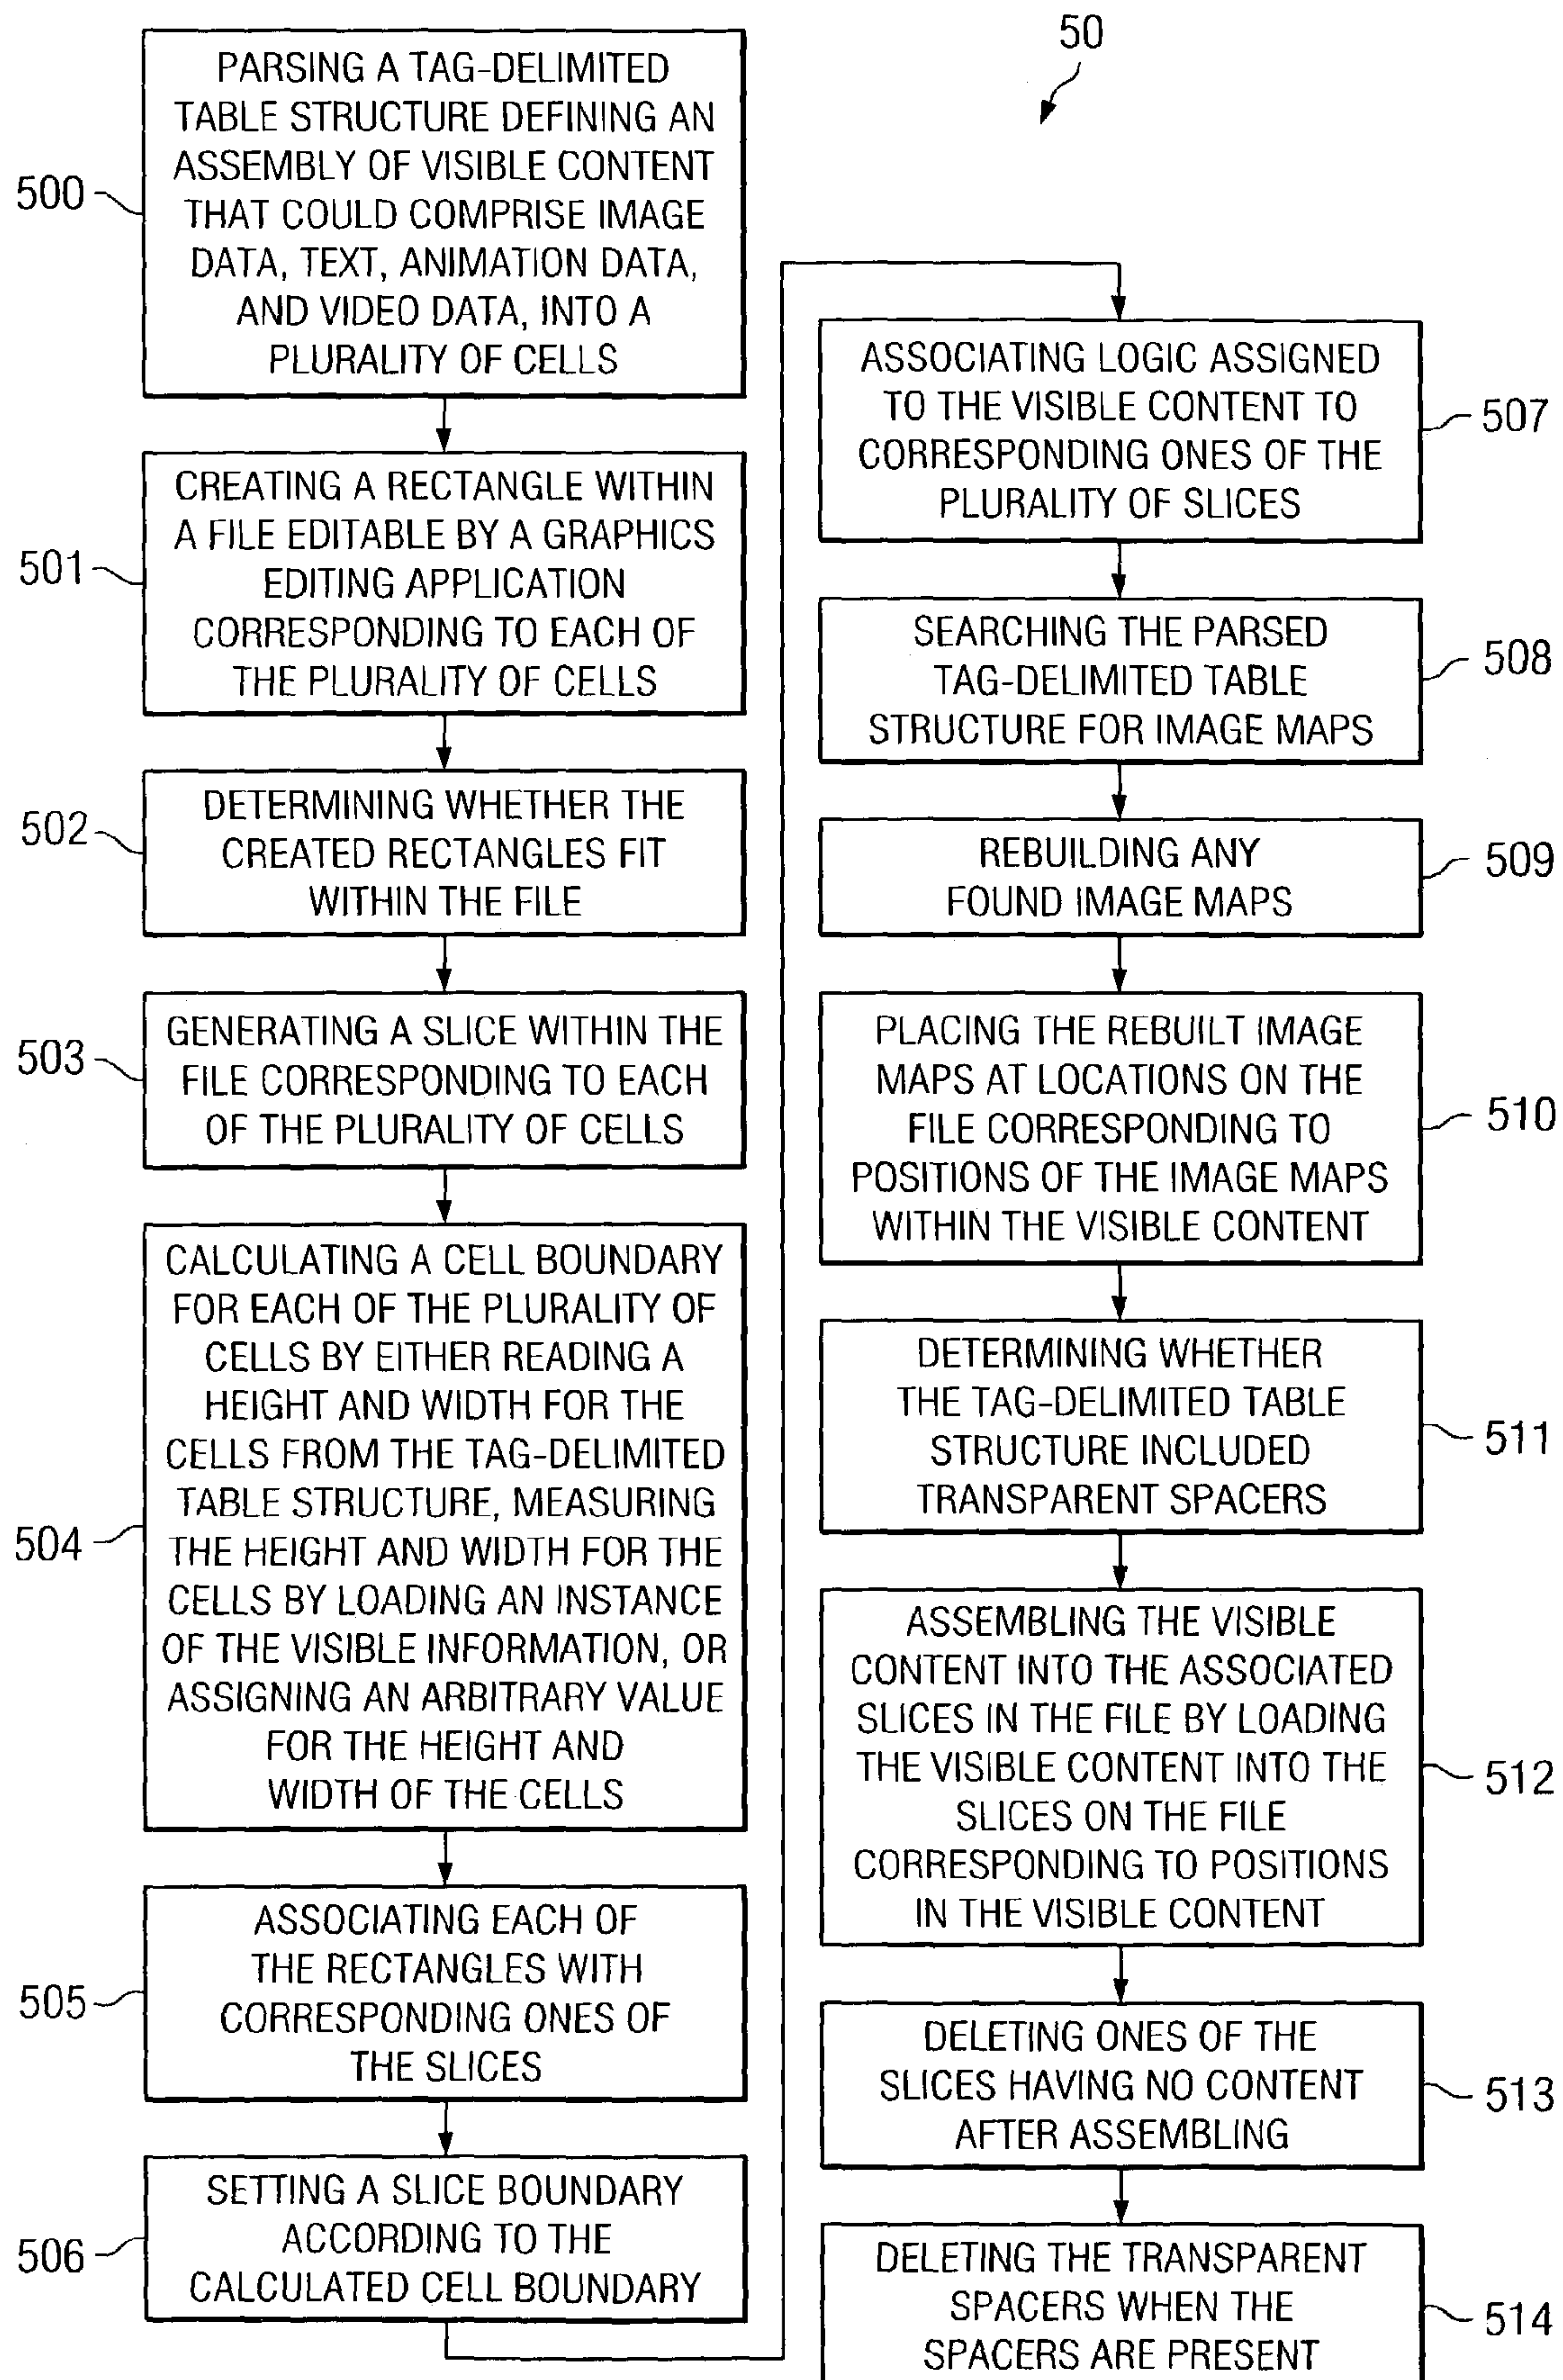 50
500
PARSING A TAG-DELIMITED
TABLE STRUCTURE DEFINING AN
ASSEMBLY OF VISIBLE CONTENT
THAT COULD COMPRISE IMAGE
DATA, TEXT, ANIMATION DATA,
AND VIDEO DATA, INTO A
PLURALITY OF CELLS
501
CREATING A RECTANGLE WITHIN
A FILE EDITABLE BY A GRAPHICS
EDITING APPLICATION
CORRESPONDING TO EACH OF
THE PLURALITY OF CELLS
502
DETERMINING WHETHER THE
CREATED RECTANGLES FIT
WITHIN THE FILE
503
GENERATING A SLICE WITHIN THE
FILE CORRESPONDING TO EACH
OF THE PLURALITY OF CELLS
504
CALCULATING A CELL BOUNDARY
FOR EACH OF THE PLURALITY OF
CELLS BY EITHER READING A
HEIGHT AND WIDTH FOR THE
CELLS FROM THE TAG-DELIMITED
TABLE STRUCTURE, MEASURING
THE HEIGHT AND WIDTH FOR THE
CELLS BY LOADING AN INSTANCE
OF THE VISIBLE INFORMATION, OR
ASSIGNING AN ARBITRARY VALUE
FOR THE HEIGHT AND
WIDTH OF THE CELLS
505
ASSOCIATING EACH OF
THE RECTANGLES WITH
CORRESPONDING ONES OF
THE SLICES
506
SETTING A SLICE BOUNDARY
ACCORDING TO THE
CALCULATED CELL BOUNDARY
ASSOCIATING LOGIC ASSIGNED
TO THE VISIBLE CONTENT TO
CORRESPONDING ONES OF THE
PLURALITY OF SLICES
507
SEARCHING THE PARSED
TAG-DELIMITED TABLE
STRUCTURE FOR IMAGE MAPS
508
REBUILDING ANY
FOUND IMAGE MAPS
509
PLACING THE REBUILT IMAGE
MAPS AT LOCATIONS ON THE
FILE CORRESPONDING TO
POSITIONS OF THE IMAGE MAPS
WITHIN THE VISIBLE CONTENT
510
DETERMINING WHETHER
THE TAG-DELIMITED TABLE
STRUCTURE INCLUDED
TRANSPARENT SPACERS
511
ASSEMBLING THE VISIBLE
CONTENT INTO THE ASSOCIATED
SLICES IN THE FILE BY LOADING
THE VISIBLE CONTENT INTO THE
SLICES ON THE FILE
CORRESPONDING TO POSITIONS
IN THE VISIBLE CONTENT
512
DELETING ONES OF THE
SLICES HAVING NO CONTENT
AFTER ASSEMBLING
513
DELETING THE TRANSPARENT
SPACERS WHEN THE
SPACERS ARE PRESENT
514